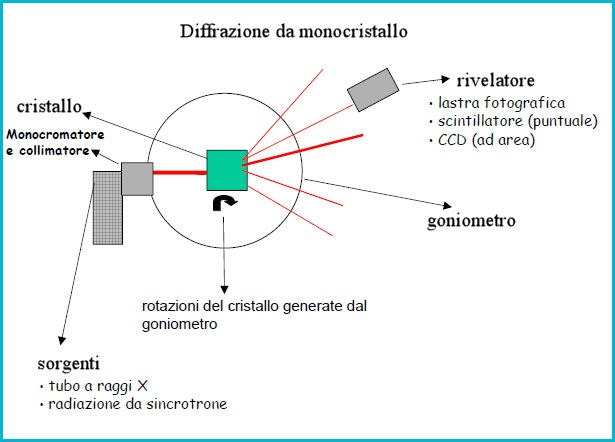 Diffrazione da monocristallo
rivelatore
• lastra fotografica
• scintillatore (puntuale)
• CCD (ad area)
cristallo
Monocromatore
e collimatore
goniometro
rotazioni del cristallo generate dal
goniometro
sorgenti
• tubo a raggi X
• radiazione da sincrotrone